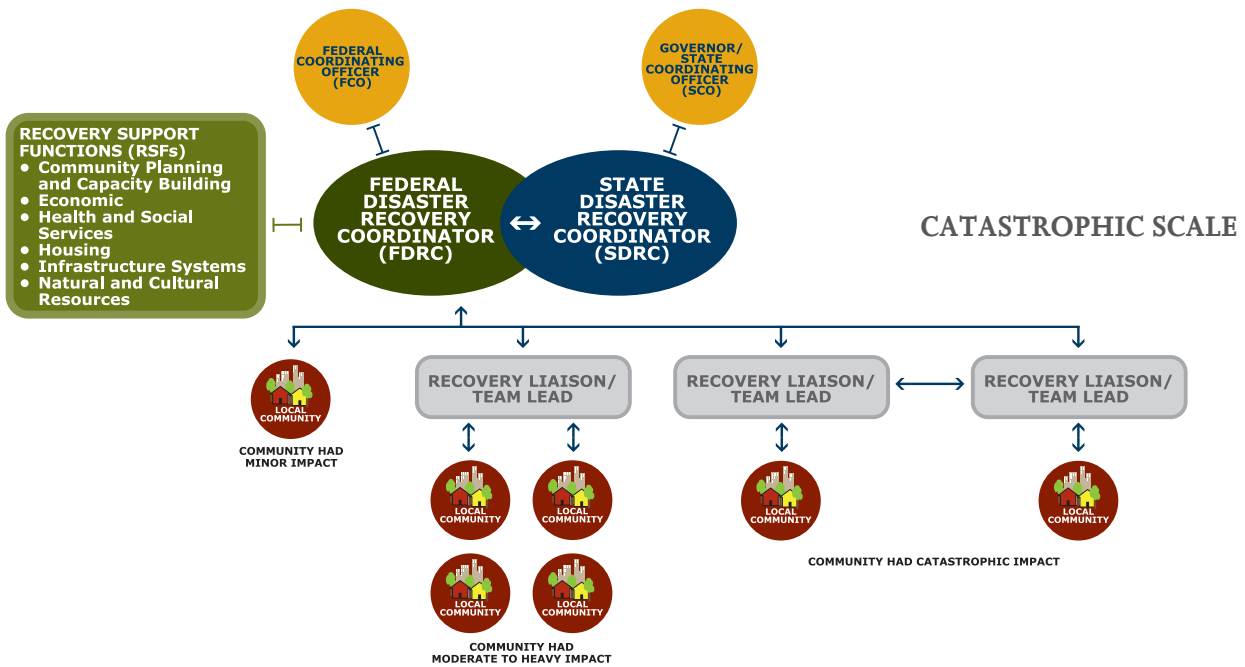 FEDERAL
COORDINATING
OFFICER
(FCO)
GOVERNOR/
STATE
COORDINATING
OFFICER
(SCO)
RECOVERY SUPPORT
FUNCTIONS (RSFs)
● Community Planning
and Capacity Building
● Economic
● Health and Social
Services
● Housing
● Infrastructure Systems
● Natural and Cultural
Resources
FEDERAL
DISASTER
RECOVERY
COORDINATOR
(FDRC)
STATE
DISASTER
RECOVERY
COORDINATOR
(SDRC)
CATASTROPHIC SCALE
LOCAL
COMMUNITY
COMMUNITY HAD
MINOR IMPACT
RECOVERY LIAISON/
TEAM LEAD
LOCAL
COMMUNITY
LOCAL
COMMUNITY
LOCAL
COMMUNITY
LOCAL
COMMUNITY
COMMUNITY HAD
MODERATE TO HEAVY IMPACT
RECOVERY LIAISON/
TEAM LEAD
RECOVERY LIAISON/
TEAM LEAD
LOCAL
COMMUNITY
LOCAL
COMMUNITY
COMMUNITY HAD CATASTROPHIC IMPACT